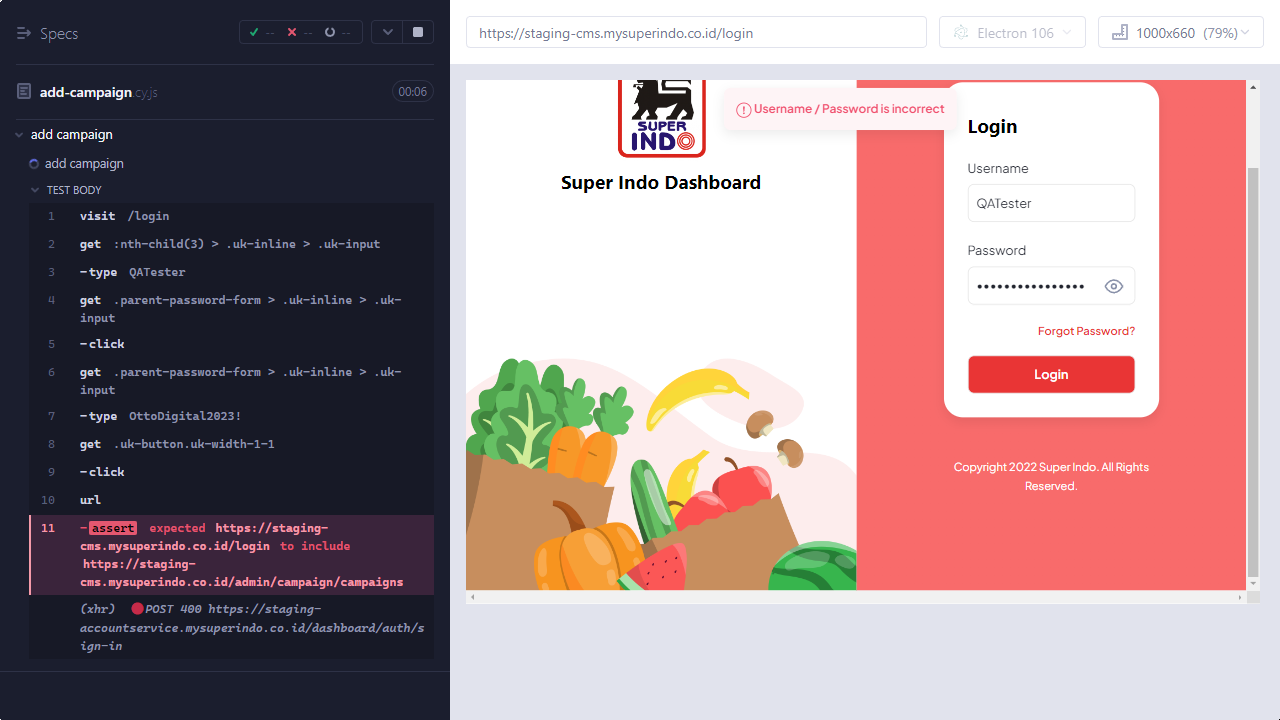 Specs
--
--
--
add-campaign.cy.js
00:06
add campaign
add campaign
TEST BODY
1 visit /login
2 get :nth-child(3) > .uk-inline > .uk-input
3 -type QATester
4 get .parent-password-form > .uk-inline > .uk-
input
5 -click
6 get .parent-password-form > .uk-inline > .uk-
input
7 -type OttoDigital2023!
8 get .uk-button.uk-width-1-1
9 -click
10 url
11 -assert expected https://staging-
cms.mysuperindo.co.id/login to include
https://staging-
cms.mysuperindo.co.id/admin/campaign/campaigns
(xhr) POST 400 https://staging-
accountservice.mysuperindo.co.id/dashboard/auth/s
ign-in
https://staging-cms.mysuperindo.co.id/login
Electron 106
1000x660 (79%)
SUPER
INDO
Super Indo Dashboard
Username / Password is incorrect
Login
Username
QATester
Password
••••••••••••••••
Forgot Password?
Login
Copyright 2022 Super Indo. All Rights
Reserved.